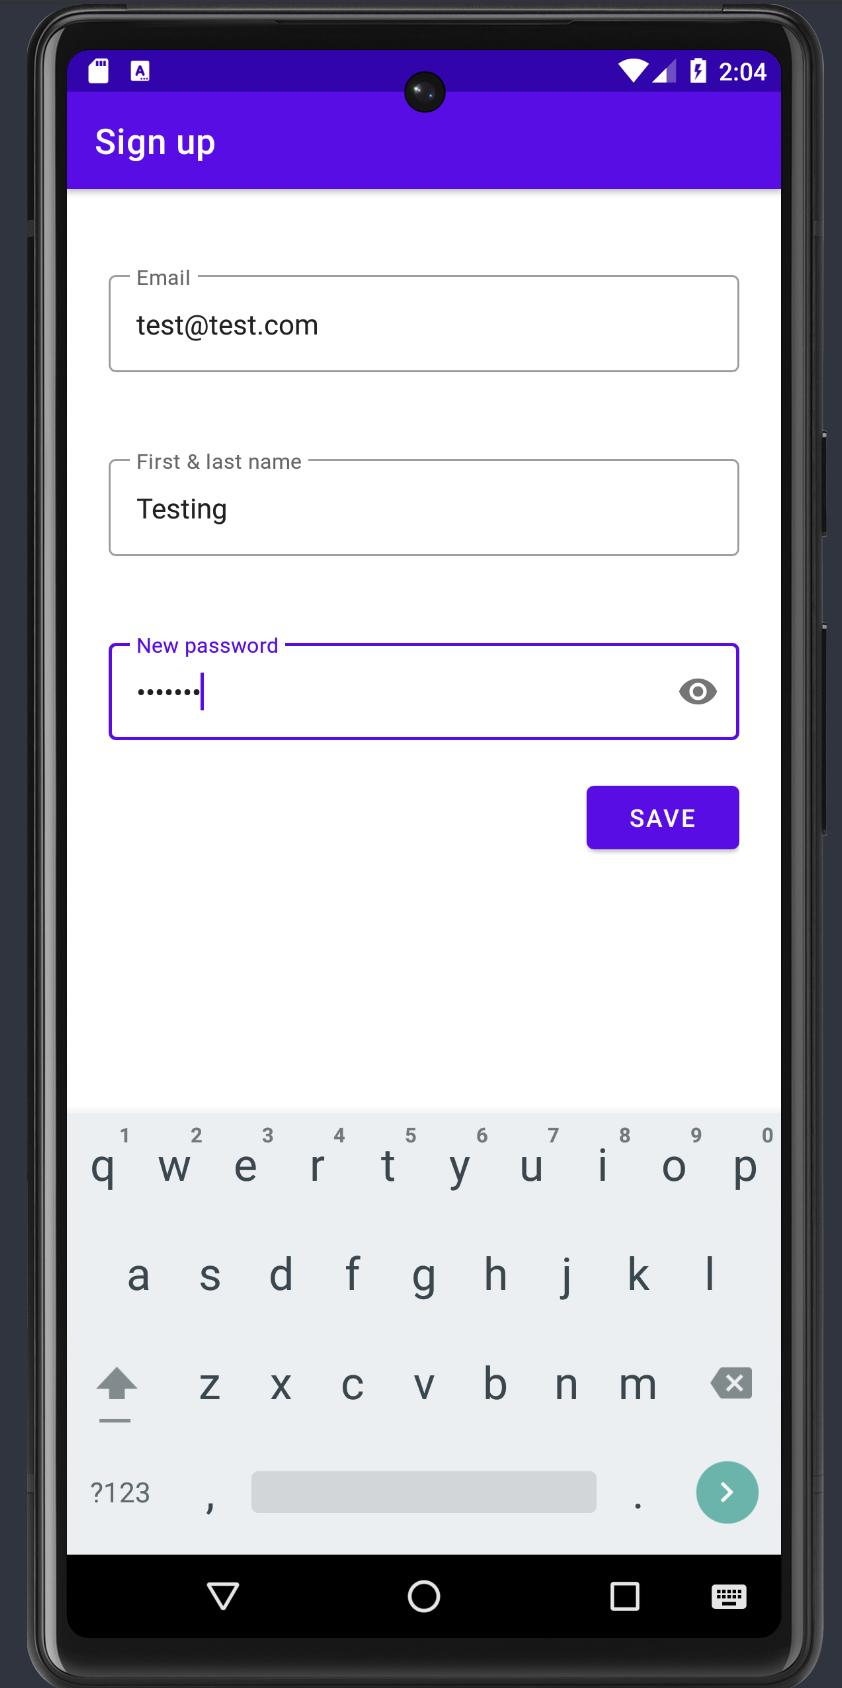 2:04
Sign up
Email
test@test.com
First & last name
Testing
New password
•••••••
SAVE
1 2 3 4 5 6 7 8 9 0
q w e r t y u i o p
a s d f g h j k l
z x c v b n m
?123 , .